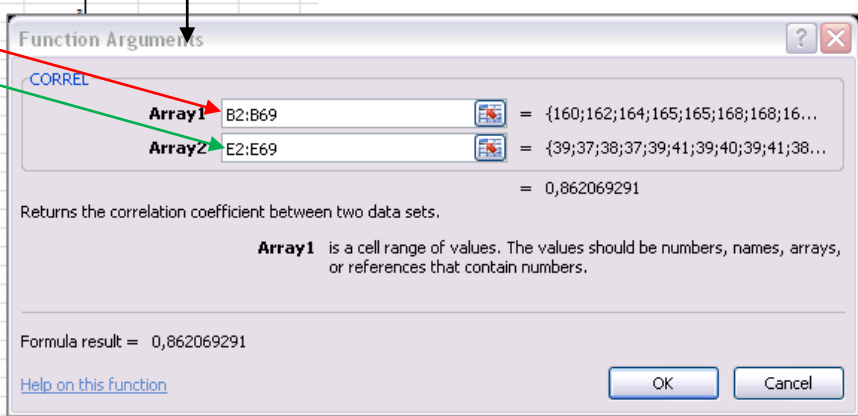 Function Arguments
CORREL
Array1 B2:B69 = {160;162;164;165;165;168;168;16...
Array2 E2:E69 = {39;37;38;37;39;41;39;40;39;41;38...
= 0,862069291
Returns the correlation coefficient between two data sets.
Array1 is a cell range of values. The values should be numbers, names, arrays,
or references that contain numbers.
Formula result = 0,862069291
Help on this function
OK Cancel